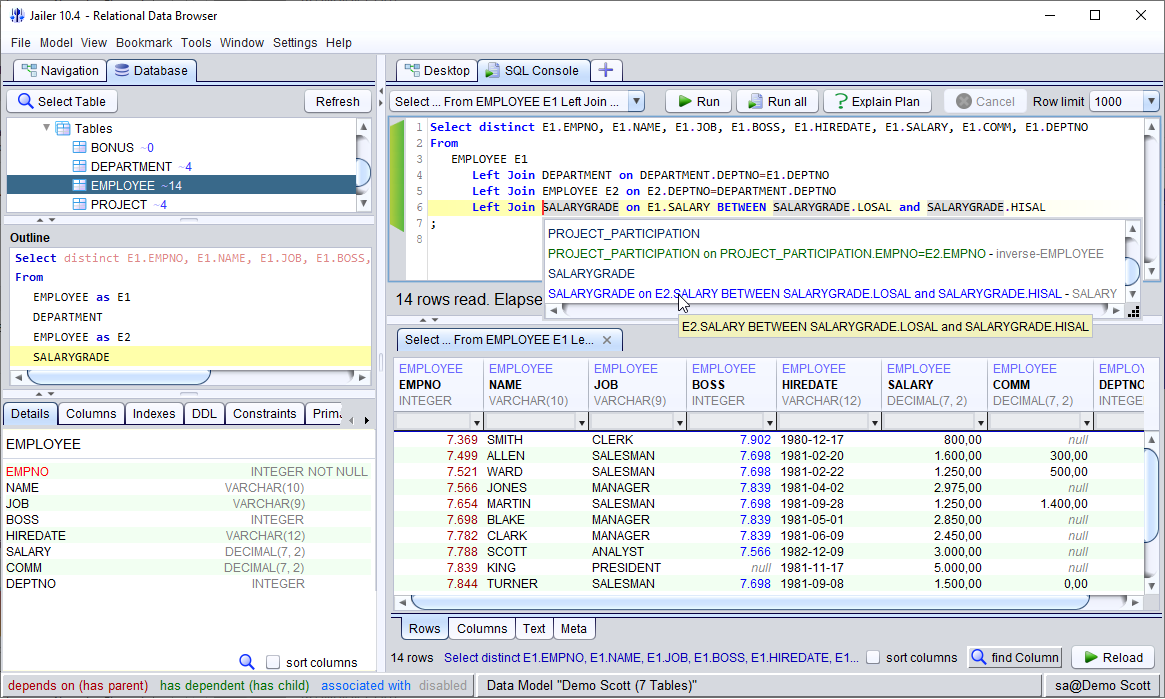 Jailer 10.4 - Relational Data Browser
File Model View Bookmark Tools Window Settings Help
Navigation Database
Select Table Refresh
Tables
BONUS ~0
DEPARTMENT ~4
EMPLOYEE ~14
PROJECT ~4
Outline
Select distinct E1.EMPNO, E1.NAME, E1.JOB, E1.BOSS,
From
EMPLOYEE as E1
DEPARTMENT
EMPLOYEE as E2
SALARYGRADE
Details Columns Indexes DDL Constraints Prima
EMPLOYEE
EMPNO INTEGER NOT NULL
NAME VARCHAR(10)
JOB VARCHAR(9)
BOSS INTEGER
HIREDATE VARCHAR(12)
SALARY DECIMAL(7, 2)
COMM DECIMAL(7, 2)
DEPTNO INTEGER
sort columns
Desktop SQL Console
Select ... From EMPLOYEE E1 Left Join ... Run Run all Explain Plan Cancel Row limit 1000
1 Select distinct E1.EMPNO, E1.NAME, E1.JOB, E1.BOSS, E1.HIREDATE, E1.SALARY, E1.COMM, E1.DEPTNO
2 From
3 EMPLOYEE E1
4 Left Join DEPARTMENT on DEPARTMENT.DEPTNO=E1.DEPTNO
5 Left Join EMPLOYEE E2 on E2.DEPTNO=DEPARTMENT.DEPTNO
6 Left Join SALARYGRADE on E1.SALARY BETWEEN SALARYGRADE.LOSAL and SALARYGRADE.HISAL
7 ;
8
PROJECT_PARTICIPATION
PROJECT_PARTICIPATION on PROJECT_PARTICIPATION.EMPNO=E2.EMPNO - inverse-EMPLOYEE
SALARYGRADE
SALARYGRADE on E2.SALARY BETWEEN SALARYGRADE.LOSAL and SALARYGRADE.HISAL - SALARY
14 rows read. Elapse
E2.SALARY BETWEEN SALARYGRADE.LOSAL and SALARYGRADE.HISAL
Select ... From EMPLOYEE E1 Le...
EMPLOYEE EMPLOYEE EMPLOYEE EMPLOYEE EMPLOYEE EMPLOYEE EMPLOYEE EMPLOY
EMPNO NAME JOB BOSS HIREDATE SALARY COMM DEPTNO
INTEGER VARCHAR(10) VARCHAR(9) INTEGER VARCHAR(12) DECIMAL(7, 2) DECIMAL(7, 2) INTEGE
7.369 SMITH CLERK 7.902 1980-12-17 800,00 null
7.499 ALLEN SALESMAN 7.698 1981-02-20 1.600,00 300,00
7.521 WARD SALESMAN 7.698 1981-02-22 1.250,00 500,00
7.566 JONES MANAGER 7.839 1981-04-02 2.975,00 null
7.654 MARTIN SALESMAN 7.698 1981-09-28 1.250,00 1.400,00
7.698 BLAKE MANAGER 7.839 1981-05-01 2.850,00 null
7.782 CLARK MANAGER 7.839 1981-06-09 2.450,00 null
7.788 SCOTT ANALYST 7.566 1982-12-09 3.000,00 null
7.839 KING PRESIDENT null 1981-11-17 5.000,00 null
7.844 TURNER SALESMAN 7.698 1981-09-08 1.500,00 0,00
Rows Columns Text Meta
14 rows Select distinct E1.EMPNO, E1.NAME, E1.JOB, E1.BOSS, E1.HIREDATE, E1... sort columns find Column Reload
depends on (has parent) has dependent (has child) associated with disabled Data Model "Demo Scott (7 Tables)" sa@Demo Scott